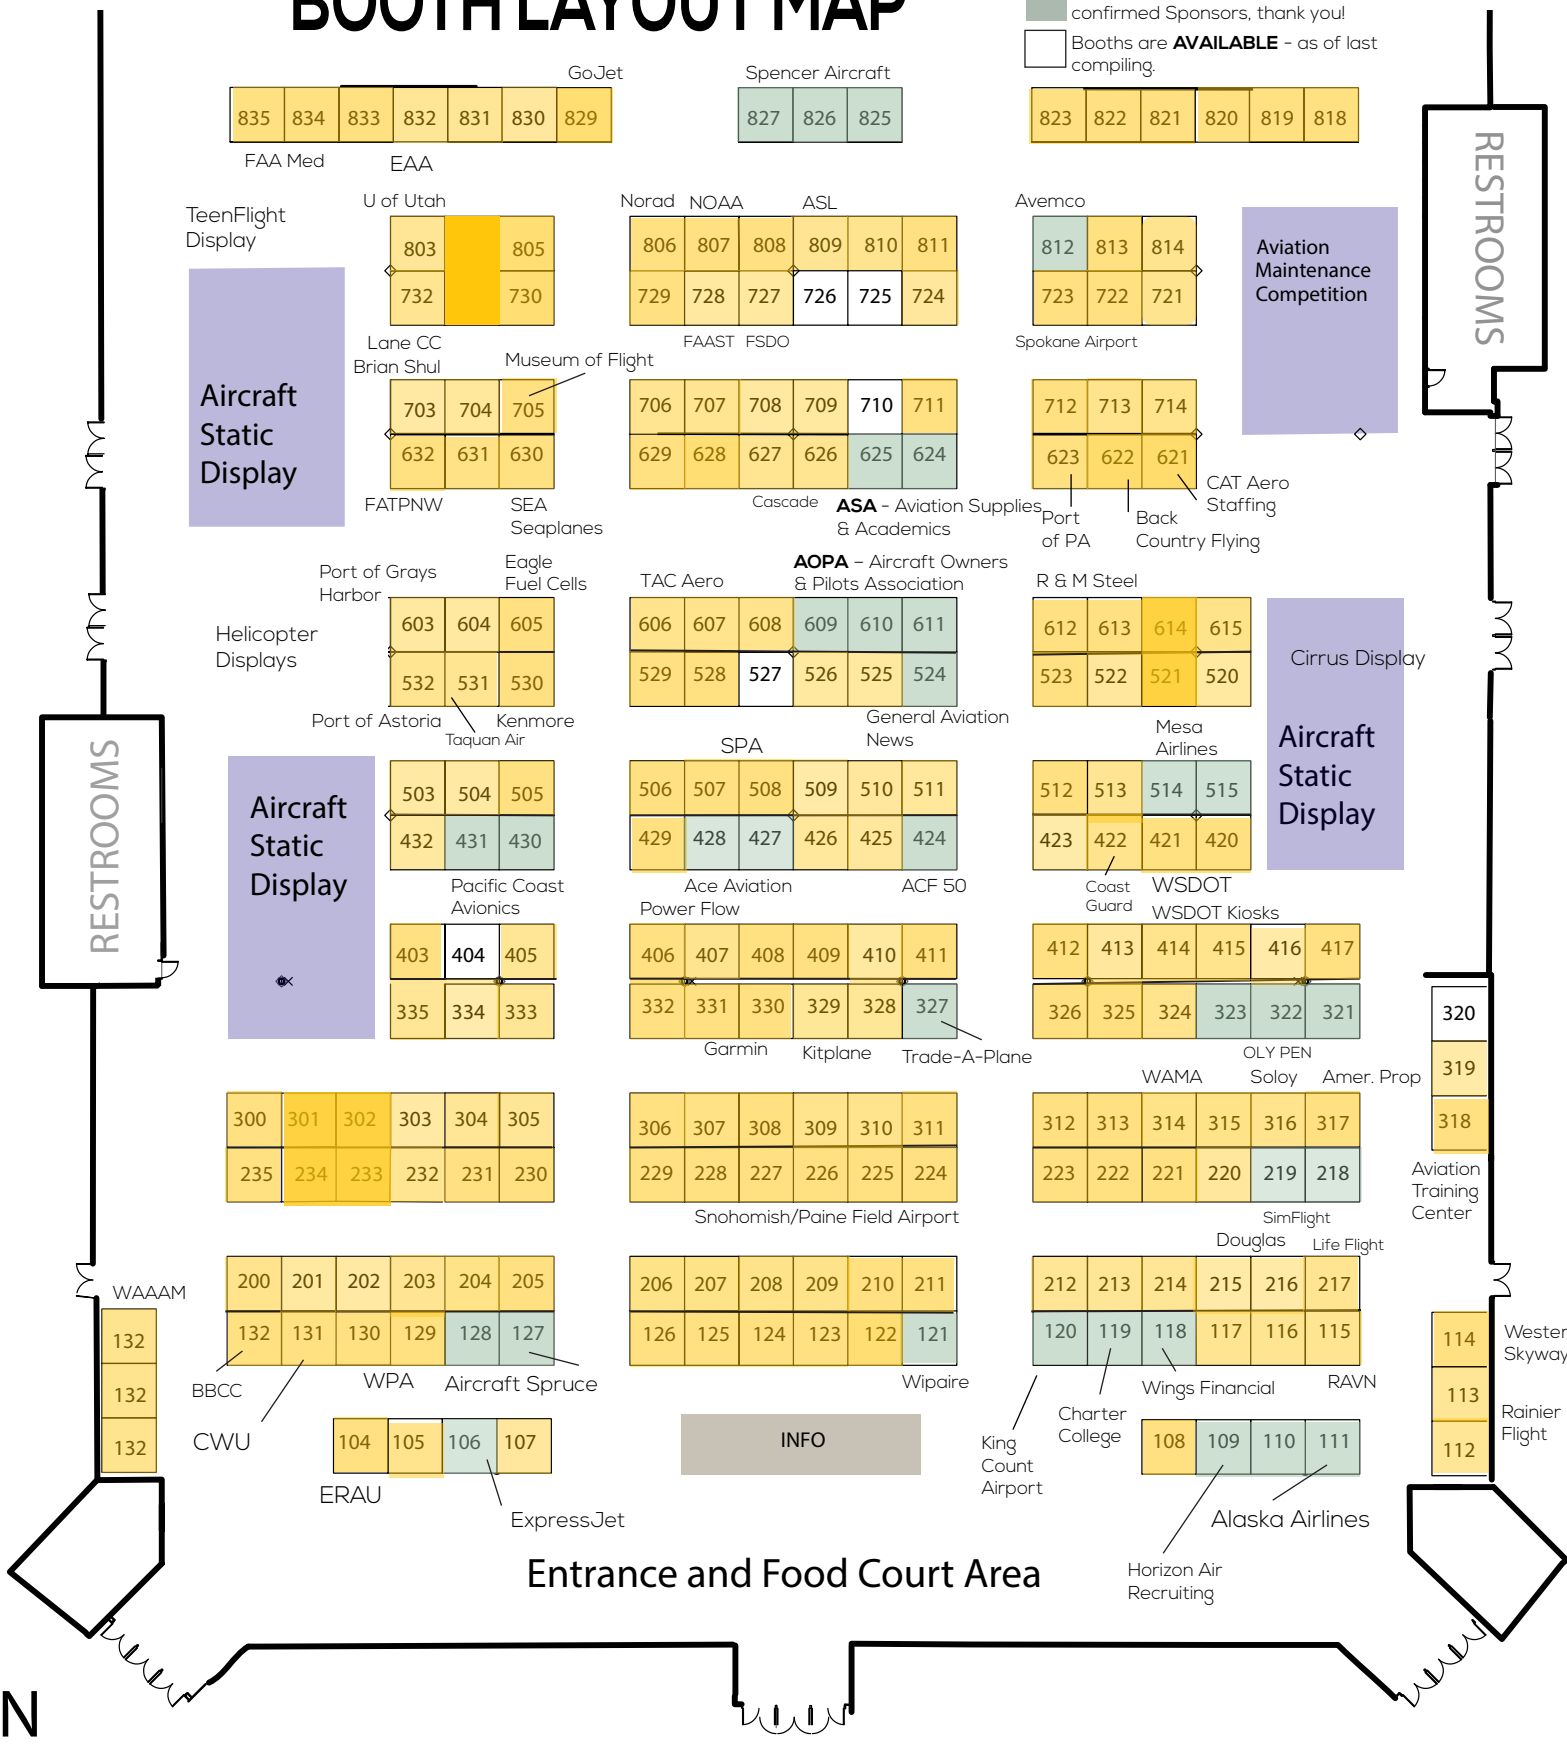 BOOTH LAYOUT MAP
confirmed Sponsors, thank you!
Booths are AVAILABLE - as of last
compiling.
GoJet
Spencer Aircraft
835 834 833 832 831 830 829
827 826 825
823 822 821 820 819 818
FAA Med
EAA
RESTROOMS
TeenFlight
Display
U of Utah
Norad NOAA ASL
Avemco
803 805
806 807 808 809 810 811
812 813 814
732 730
729 728 727 726 725 724
723 722 721
Aviation
Maintenance
Competition
Lane CC
Brian Shul
Museum of Flight
FAAST FSDO
Spokane Airport
Aircraft
Static
Display
703 704 705
706 707 708 709 710 711
712 713 714
632 631 630
629 628 627 626 625 624
623 622 621
FATPNW
SEA
Seaplanes
Cascade
ASA - Aviation Supplies
& Academics
Port
of PA
Back
Country Flying
CAT Aero
Staffing
Port of Grays
Harbor
Eagle
Fuel Cells
TAC Aero
AOPA – Aircraft Owners
& Pilots Association
R & M Steel
Helicopter
Displays
603 604 605
606 607 608 609 610 611
612 613 614 615
532 531 530
529 528 527 526 525 524
523 522 521 520
Cirrus Display
Port of Astoria
Taquan Air
Kenmore
SPA
General Aviation
News
Mesa
Airlines
Aircraft
Static
Display
RESTROOMS
Aircraft
Static
Display
503 504 505
506 507 508 509 510 511
512 513 514 515
432 431 430
429 428 427 426 425 424
423 422 421 420
Pacific Coast
Avionics
Ace Aviation
ACF 50
Coast
Guard
WSDOT
Power Flow
WSDOT Kiosks
403 404 405
406 407 408 409 410 411
412 413 414 415 416 417
335 334 333
332 331 330 329 328 327
326 325 324 323 322 321
320
319
318
Garmin
Kitplane
Trade-A-Plane
OLY PEN
WAMA
Soloy
Amer. Prop
300 301 302 303 304 305
306 307 308 309 310 311
312 313 314 315 316 317
235 234 233 232 231 230
229 228 227 226 225 224
223 222 221 220 219 218
Aviation
Training
Center
Snohomish/Paine Field Airport
SimFlight
Douglas
Life Flight
WAAAM
200 201 202 203 204 205
206 207 208 209 210 211
212 213 214 215 216 217
132 131 130 129 128 127
126 125 124 123 122 121
120 119 118 117 116 115
132
132
132
114
113
112
Skyway
Rainier
Flight
BBCC
CWU
WPA
Aircraft Spruce
Wipaire
King
Count
Airport
Charter
College
Wings Financial
RAVN
104 105 106 107
INFO
108 109 110 111
ERAU
ExpressJet
Alaska Airlines
Horizon Air
Recruiting
Entrance and Food Court Area
N